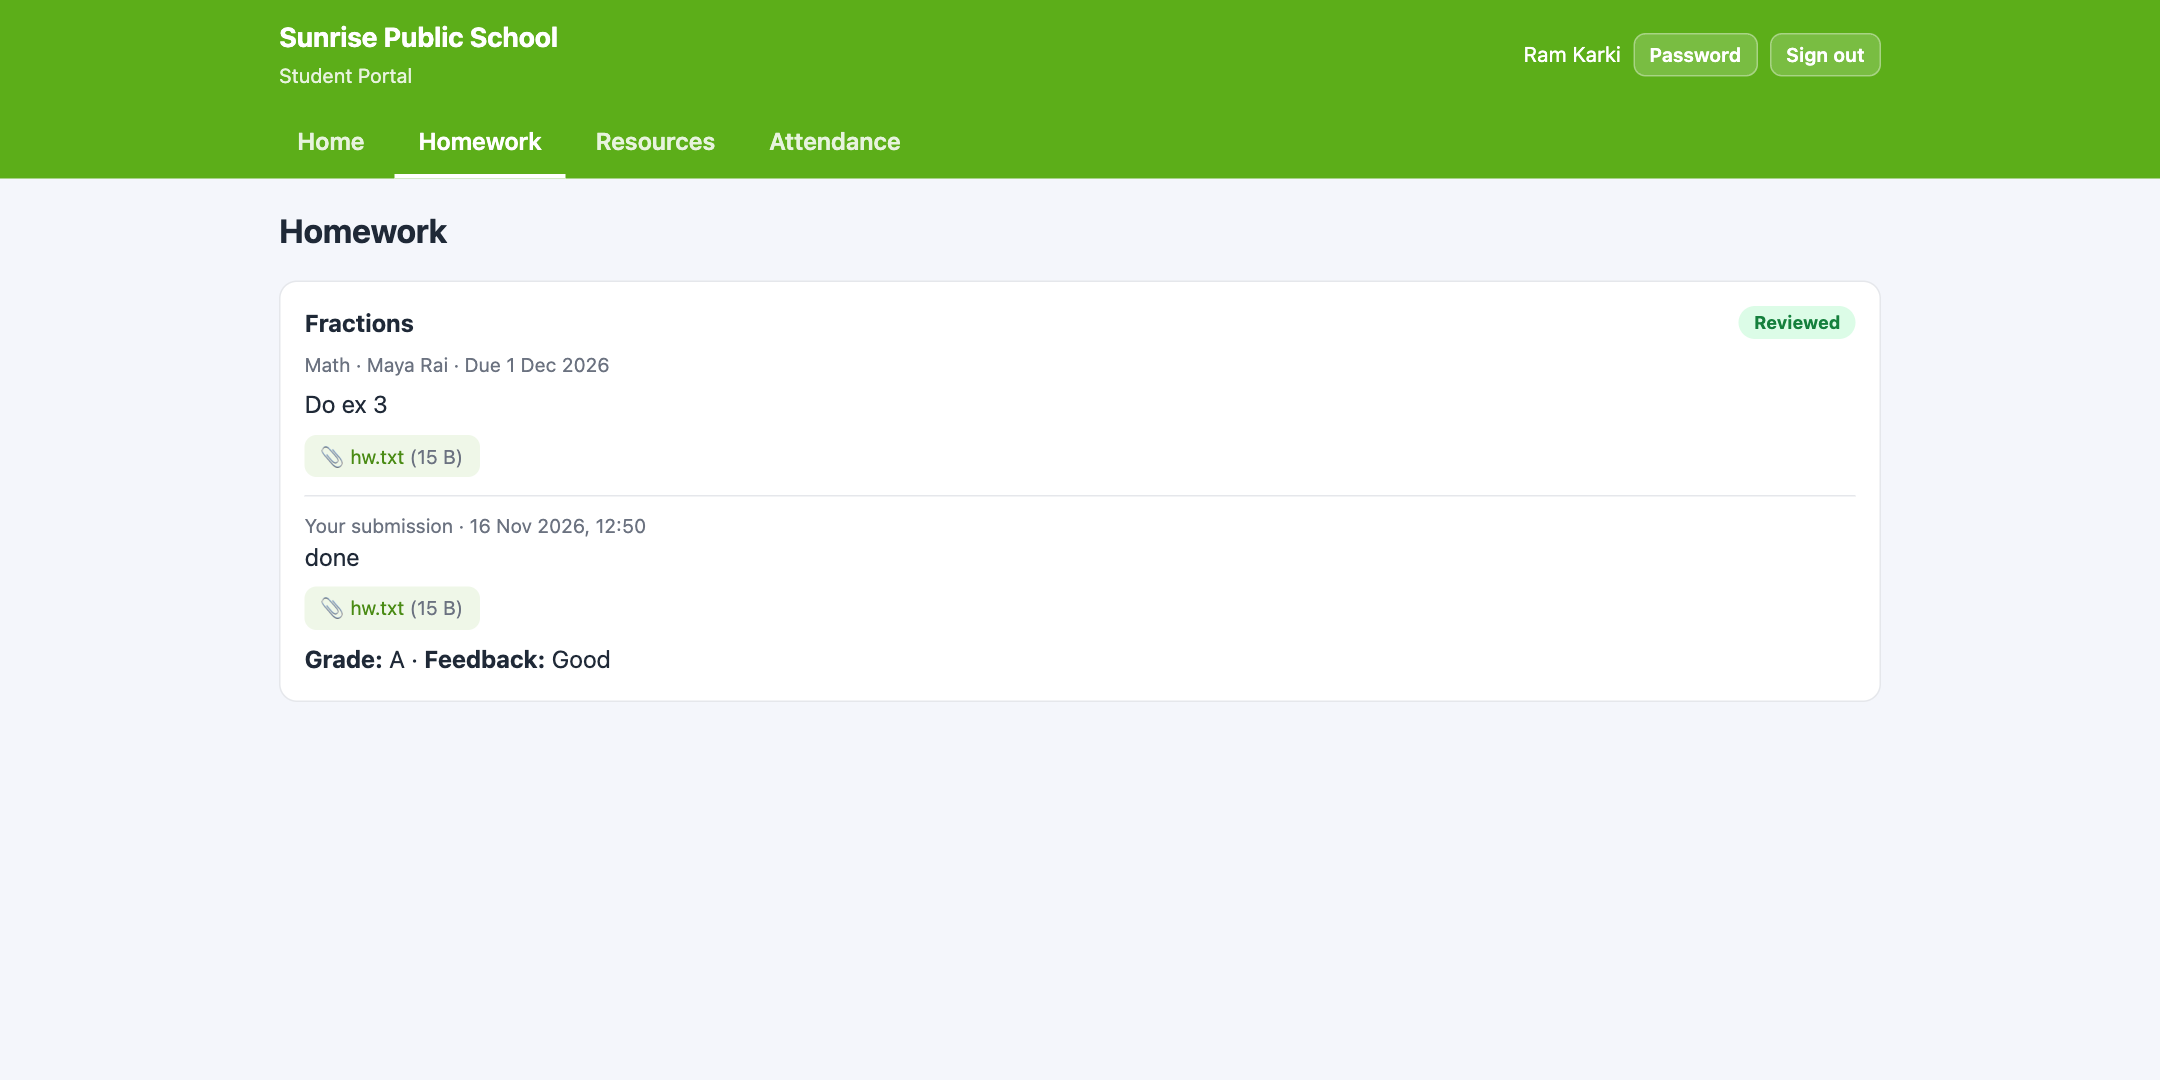 Sunrise Public School
Student Portal
Ram Karki
Password
Sign out
Home
Homework
Resources
Attendance
Homework
Fractions
Reviewed
Math · Maya Rai · Due 1 Dec 2026
Do ex 3
hw.txt (15 B)
Your submission · 16 Nov 2026, 12:50
done
hw.txt (15 B)
Grade: A · Feedback: Good